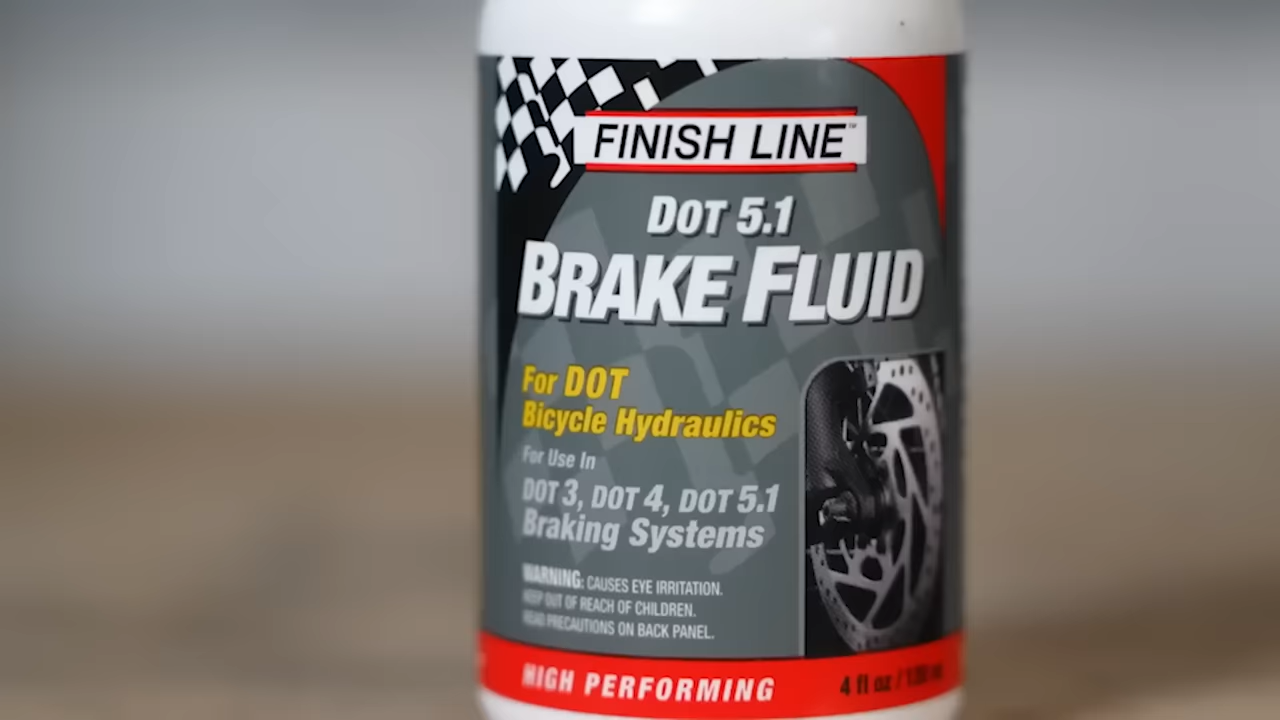 FINISH LINE™
DOT 5.1
BRAKE FLUID
For DOT
Bicycle Hydraulics
For Use In
DOT 3, DOT 4, DOT 5.1
Braking Systems
WARNING: CAUSES EYE IRRITATION.
KEEP OUT OF REACH OF CHILDREN.
READ PRECAUTIONS ON BACK PANEL.
HIGH PERFORMING
4 fl oz /